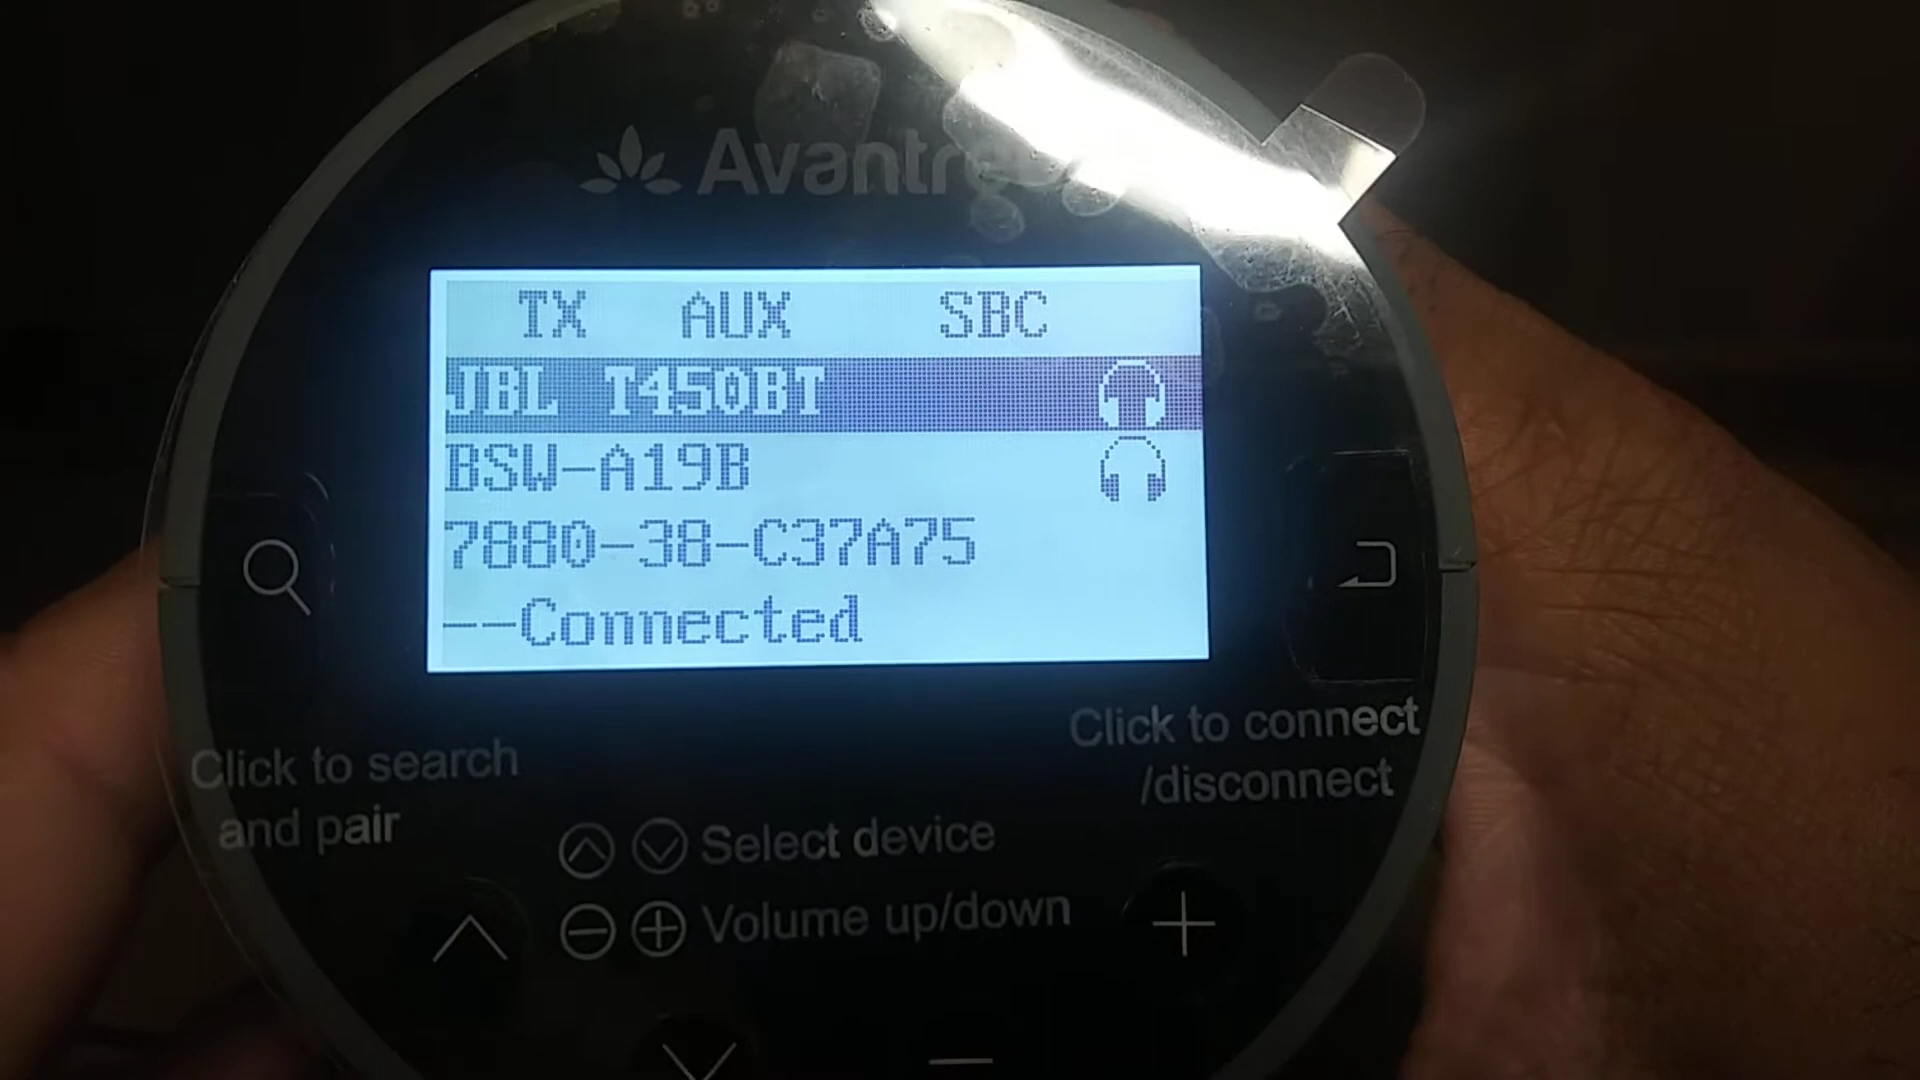 TX AUX SBC
JBL T450BT
BSW-A19B
7880-38-C37A75
--Connected
Click to search
and pair
Click to connect
/disconnect
Select device
Volume up/down